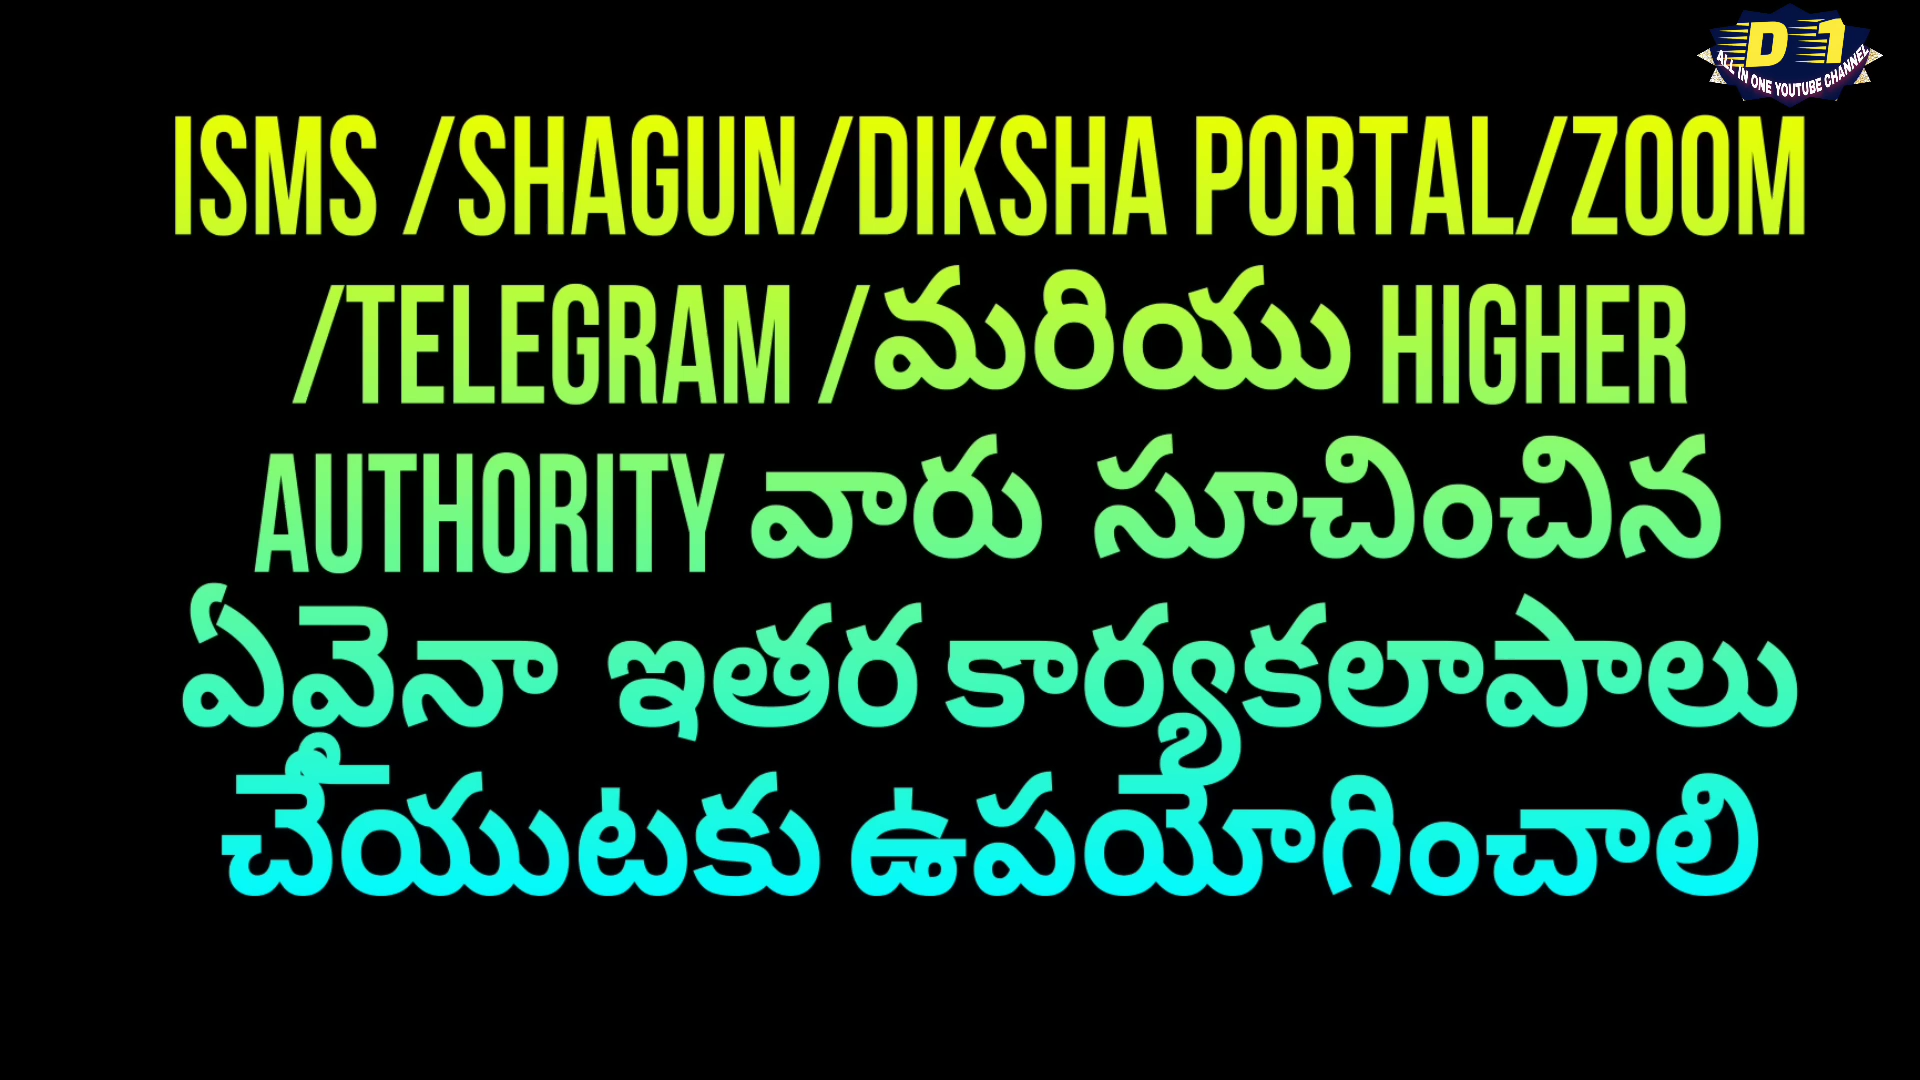 D 1
ALL IN ONE YOUTUBE CHANNEL
ISMS /SHAGUN/DIKSHA PORTAL/ZOOM
/TELEGRAM /మరియు HIGHER
AUTHORITY వారు సూచించిన
ఏవైనా ఇతర కార్యకలాపాలు
చేయుటకు ఉపయోగించాలి